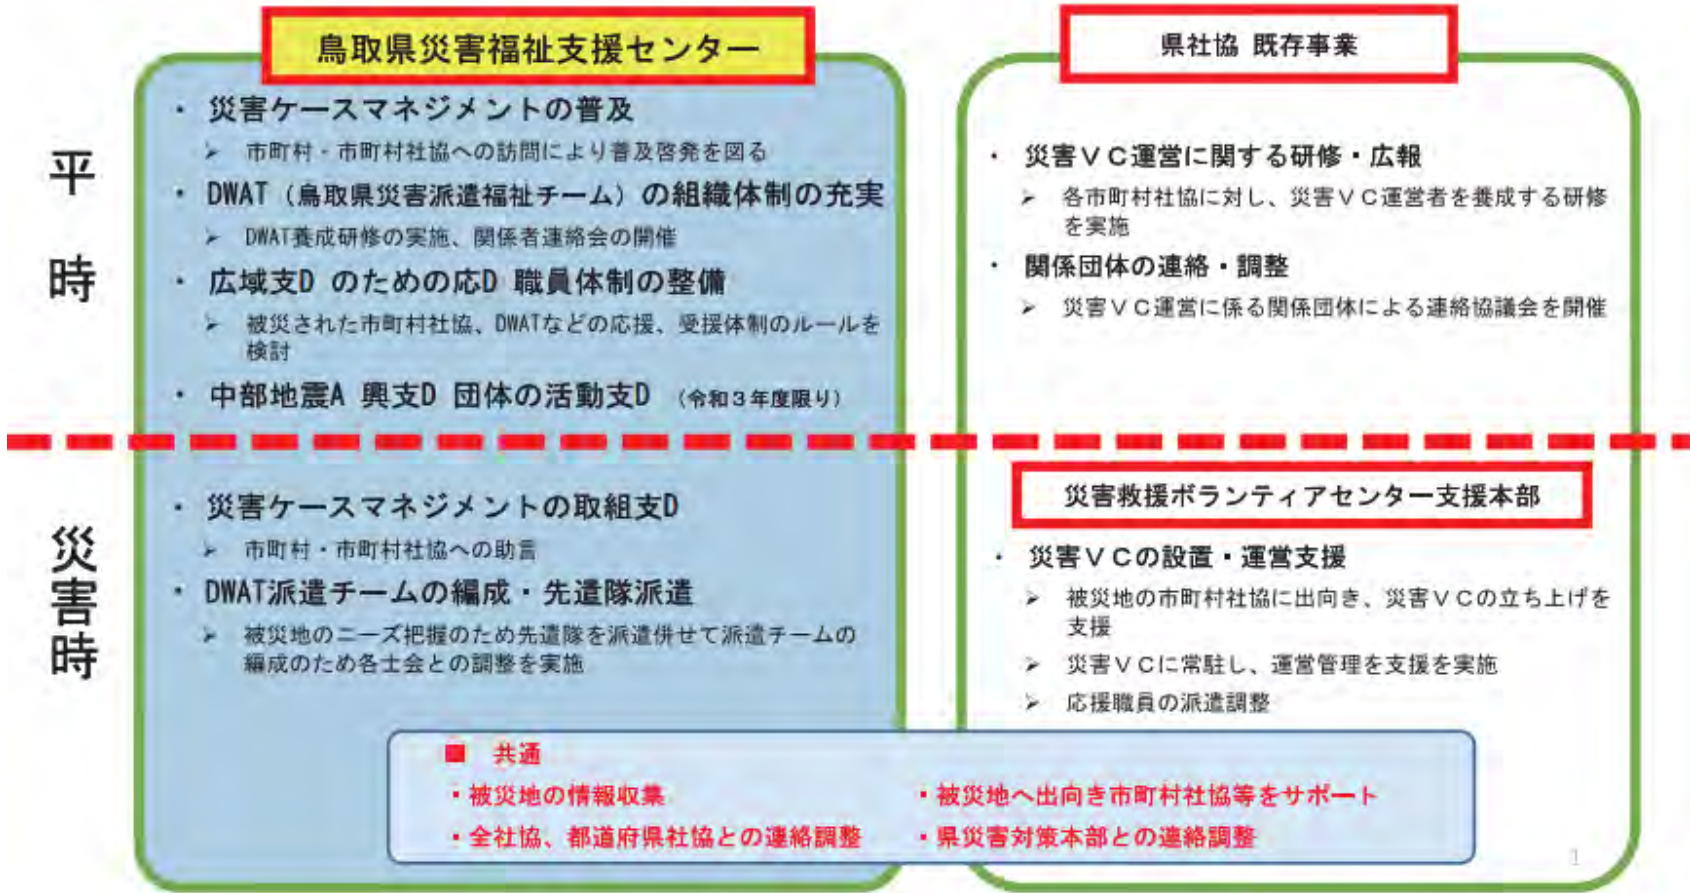 鳥取県災害福祉支援センター
平時
・ 災害ケースマネジメントの普及
➢ 市町村・市町村社協への訪問により普及啓発を図る
・ DWAT（鳥取県災害派遣福祉チーム）の組織体制の充実
➢ DWAT養成研修の実施、関係者連絡会の開催
・ 広域支D のための応D 職員体制の整備
➢ 被災された市町村社協、DWATなどの応援、受援体制のルールを
検討
・ 中部地震A 興支D 団体の活動支D （令和３年度限り）
県社協 既存事業
・ 災害ＶＣ運営に関する研修・広報
➢ 各市町村社協に対し、災害ＶＣ運営者を養成する研修
を実施
・ 関係団体の連絡・調整
➢ 災害ＶＣ運営に係る関係団体による連絡協議会を開催
災害時
・ 災害ケースマネジメントの取組支D
➢ 市町村・市町村社協への助言
・ DWAT派遣チームの編成・先遣隊派遣
➢ 被災地のニーズ把握のため先遣隊を派遣併せて派遣チームの
編成のため各士会との調整を実施
災害救援ボランティアセンター支援本部
・ 災害ＶＣの設置・運営支援
➢ 被災地の市町村社協に出向き、災害ＶＣの立ち上げを
支援
➢ 災害ＶＣに常駐し、運営管理を支援を実施
➢ 応援職員の派遣調整
■ 共通
・被災地の情報収集
・被災地へ出向き市町村社協等をサポート
・全社協、都道府県社協との連絡調整
・県災害対策本部との連絡調整
1